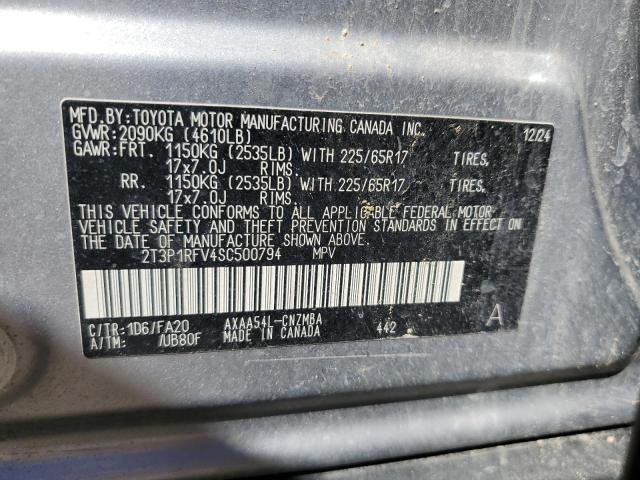 MFD.BY:TOYOTA MOTOR MANUFACTURING CANADA INC. 12/24
GVWR:2090KG (4610LB)
GAWR:FRT. 1150KG (2535LB) WITH 225/65R17 TIRES,
17x7.0J RIMS.
RR. 1150KG (2535LB) WITH 225/65R17 TIRES,
17x7.0J RIMS.
THIS VEHICLE CONFORMS TO ALL APPLICABLE FEDERAL MOTOR
VEHICLE SAFETY AND THEFT PREVENTION STANDARDS IN EFFECT ON
THE DATE OF MANUFACTURE SHOWN ABOVE.
2T3P1RFV4SC500794 MPV
C/TR:1D6/FA20 AXAA54L-CNZMBA 442 A
A/TM: /UB80F MADE IN CANADA